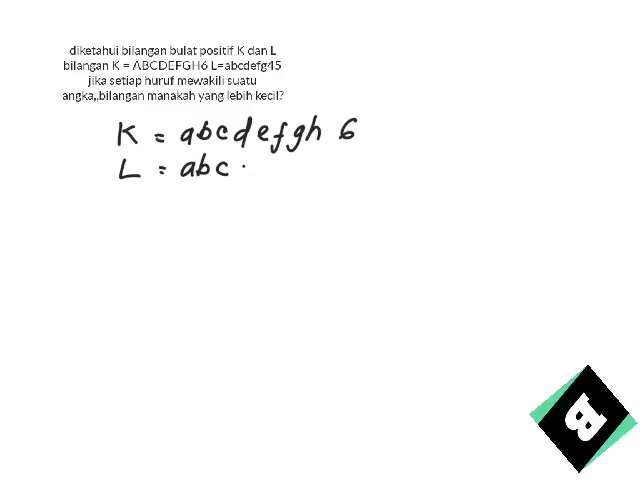 diketahui bilangan bulat positif K dan L
bilangan K = ABCDEFGH6 L=abcdefg45
jika setiap huruf mewakili suatu
angka,,bilangan manakah yang lebih kecil?
K = abcdefgh 6
L = abc .
B